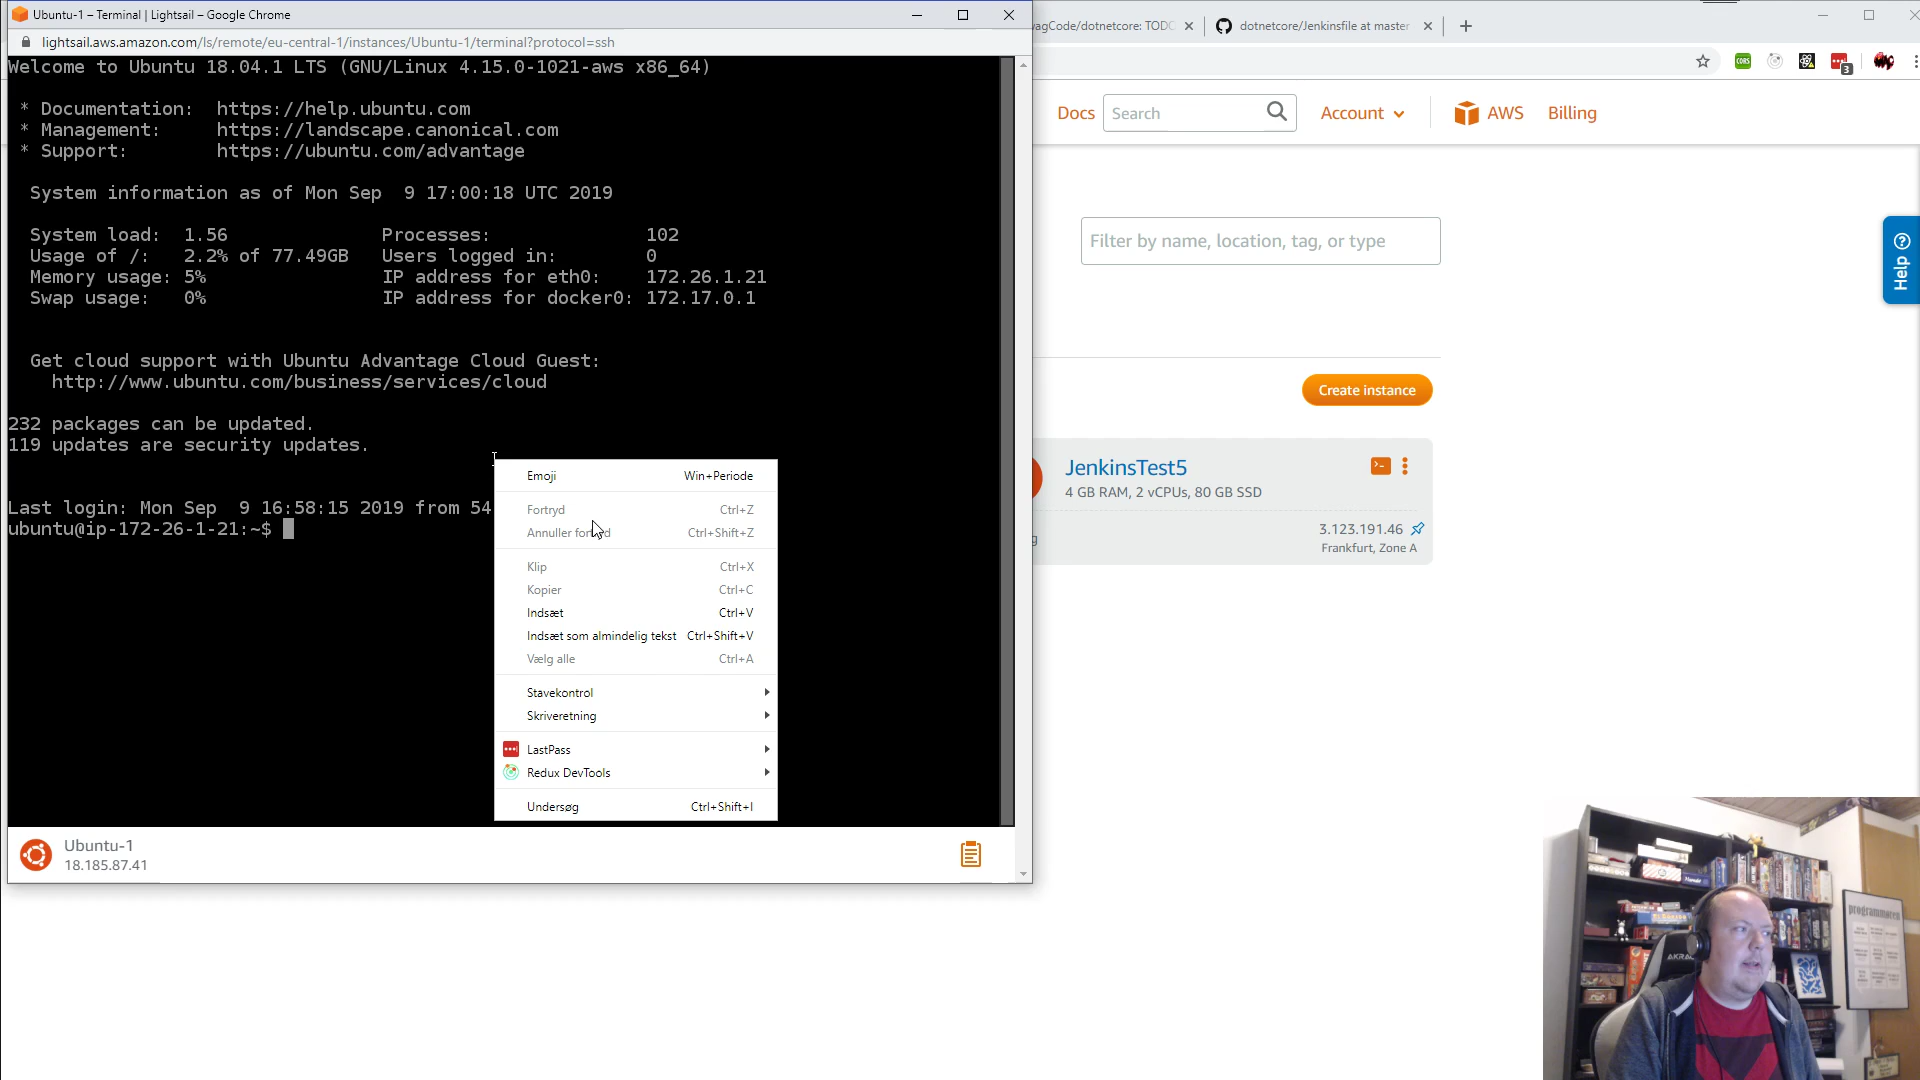 Ubuntu-1 – Terminal | Lightsail – Google Chrome
lightsail.aws.amazon.com/ls/remote/eu-central-1/instances/Ubuntu-1/terminal?protocol=ssh
Welcome to Ubuntu 18.04.1 LTS (GNU/Linux 4.15.0-1021-aws x86_64)
* Documentation: https://help.ubuntu.com
* Management: https://landscape.canonical.com
* Support: https://ubuntu.com/advantage
System information as of Mon Sep 9 17:00:18 UTC 2019
System load: 1.56 Processes: 102
Usage of /: 2.2% of 77.49GB Users logged in: 0
Memory usage: 5% IP address for eth0: 172.26.1.21
Swap usage: 0% IP address for docker0: 172.17.0.1
Get cloud support with Ubuntu Advantage Cloud Guest:
http://www.ubuntu.com/business/services/cloud
232 packages can be updated.
119 updates are security updates.
Last login: Mon Sep 9 16:58:15 2019 from 54
ubuntu@ip-172-26-1-21:~$
Emoji Win+Periode
Fortryd Ctrl+Z
Annuller Ctrl+Shift+Z
Klip Ctrl+X
Kopier Ctrl+C
Indsæt Ctrl+V
Indsæt som almindelig tekst Ctrl+Shift+V
Vælg alle Ctrl+A
Stavekontrol
Skriveretning
LastPass
Redux DevTools
Undersøg Ctrl+Shift+I
Ubuntu-1
18.185.87.41
vagCode/dotnetcore: TODO
dotnetcore/Jenkinsfile at master
CORS
3
Docs Search Account AWS Billing
Filter by name, location, tag, or type
Help
Create instance
JenkinsTest5
4 GB RAM, 2 vCPUs, 80 GB SSD
g
3.123.191.46
Frankfurt, Zone A
programmøren